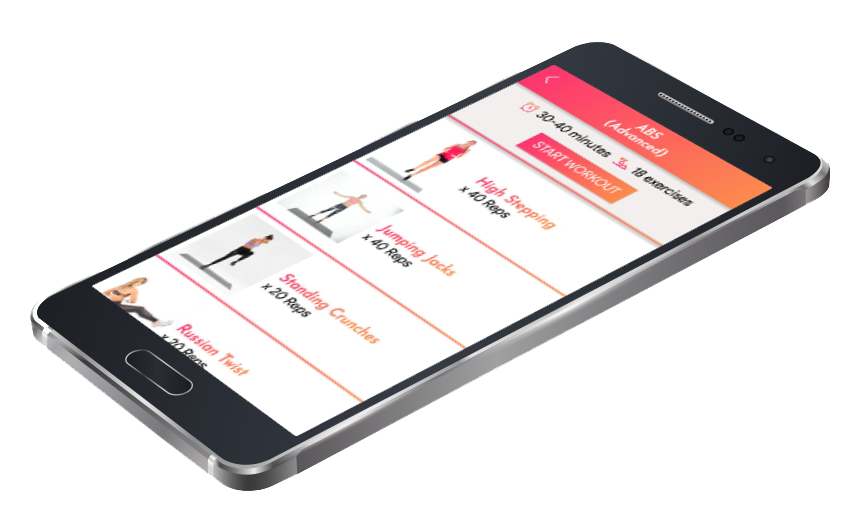 ABS
(Advanced)
30-40 minutes
18 exercises
START WORKOUT
High Stepping
x 40 Reps
Jumping Jacks
x 40 Reps
Standing Crunches
x 20 Reps
Russian Twist
x 20 Reps